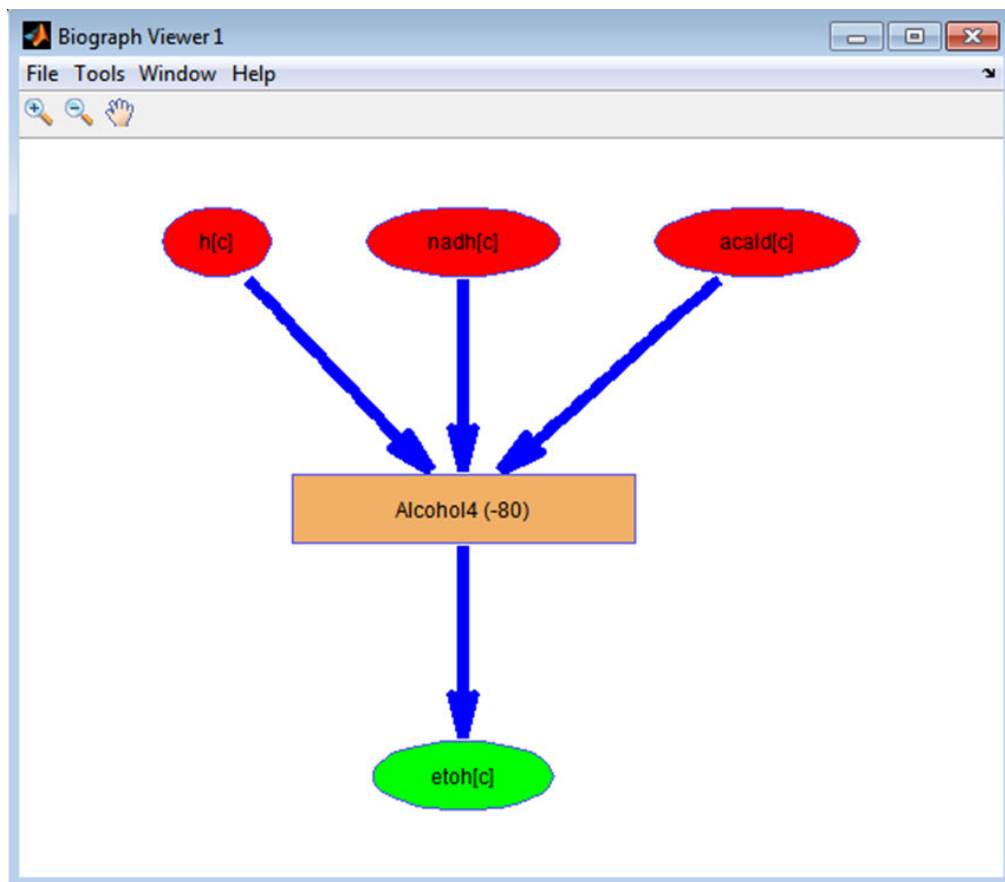 Biograph Viewer 1
File Tools Window Help
h[c] nadh[c] acald[c]
Alcohol4 (-80)
etoh[c]